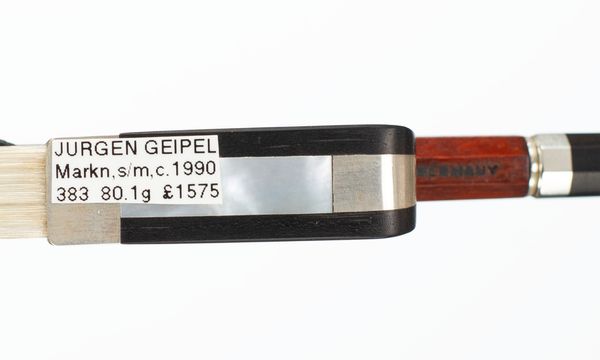 JURGEN GEIPEL
Markn,s/m,c.1990
383 80.1g £1575
GERMANY